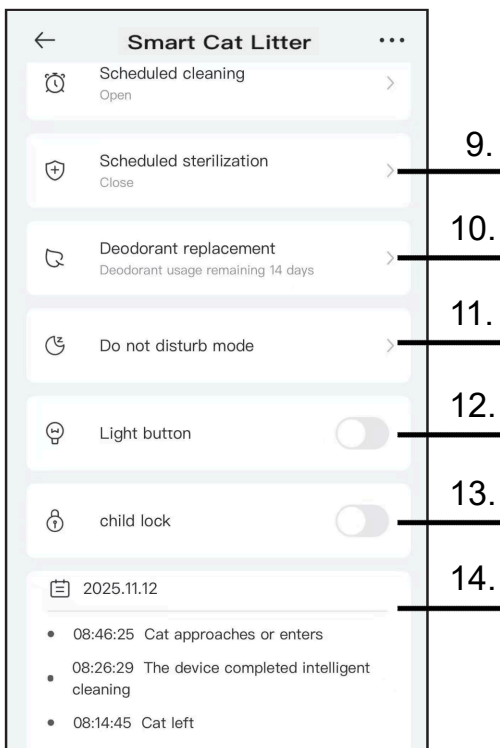 Smart Cat Litter
Scheduled cleaning
Open
Scheduled sterilization
Close
9.
Deodorant replacement
Deodorant usage remaining 14 days
10.
Do not disturb mode
11.
Light button
12.
child lock
13.
2025.11.12
14.
08:46:25 Cat approaches or enters
08:26:29 The device completed intelligent
cleaning
08:14:45 Cat left